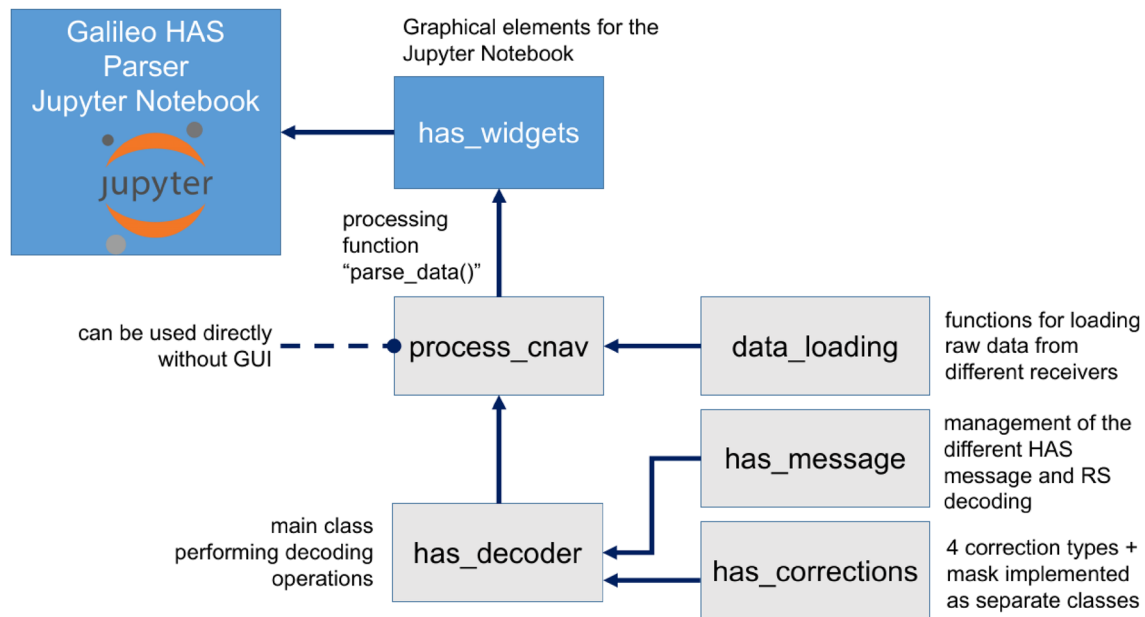 Galileo HAS
Parser
Jupyter Notebook
jupyter
Graphical elements for the
Jupyter Notebook
has_widgets
processing
function
“parse_data()”
can be used directly
without GUI
process_cnav
data_loading
functions for loading
raw data from
different receivers
has_message
management of the
different HAS
message and RS
decoding
main class
performing decoding
operations
has_decoder
has_corrections
4 correction types +
mask implemented
as separate classes